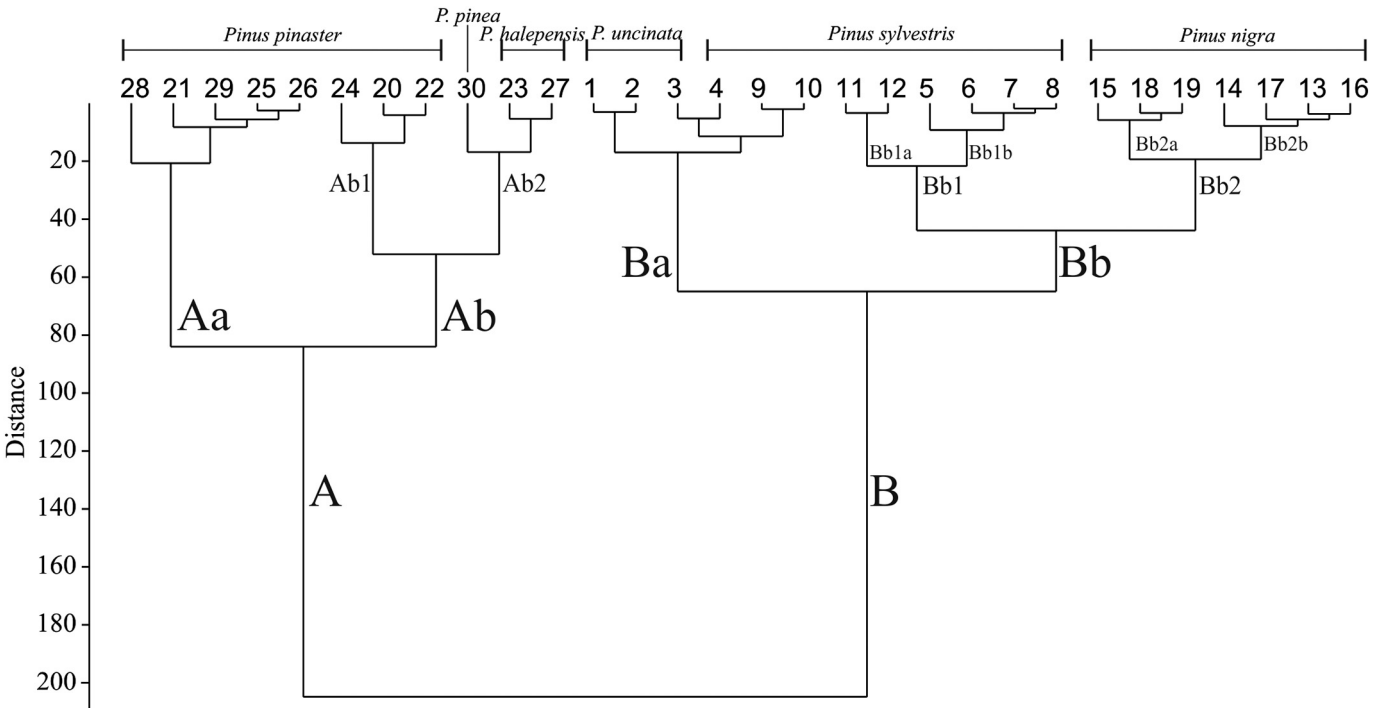 P. pinea
Pinus pinaster P. halepensis P. uncinata Pinus sylvestris Pinus nigra
28 21 29 25 26 24 20 22 30 23 27 1 2 3 4 9 10 11 12 5 6 7 8 15 18 19 14 17 13 16
Bb2a Bb2b
Bb1a Bb1b
20
Ab1 Ab2 Bb1 Bb2
40
Ba Bb
60
Aa Ab
80
100
Distance
120
A B
140
160
180
200